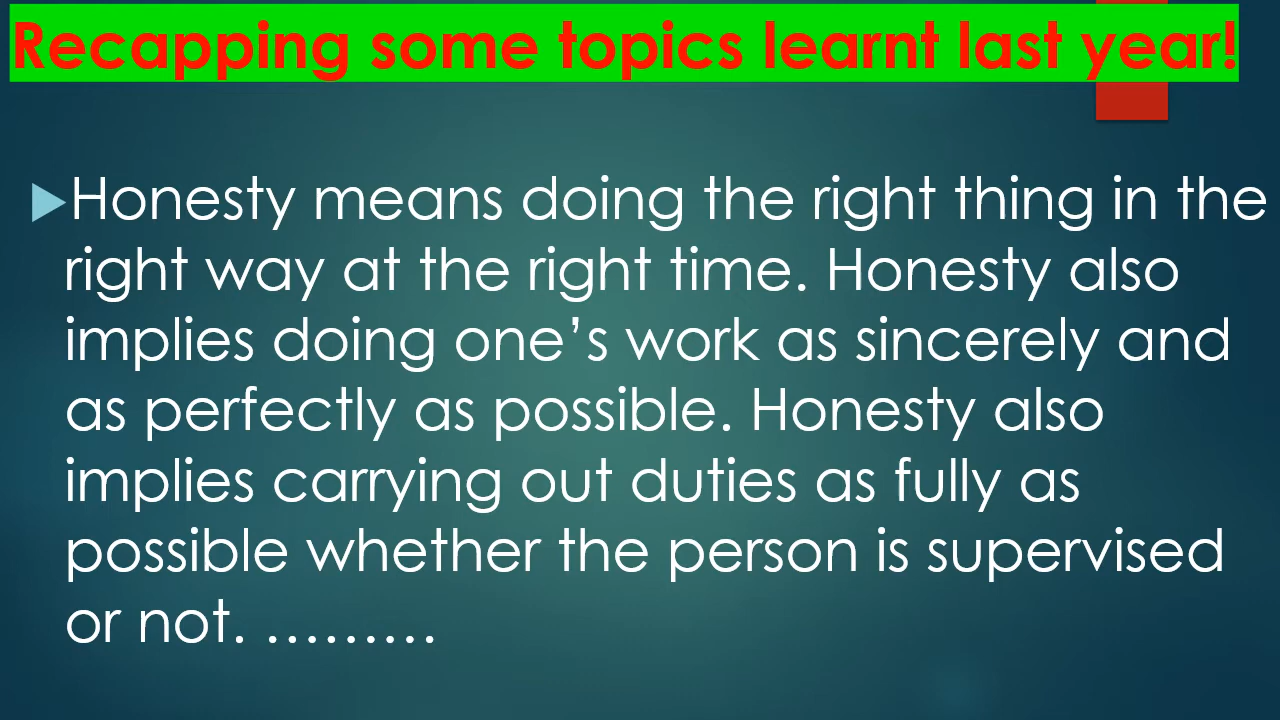 Recapping some topics learnt last year!
Honesty means doing the right thing in the
right way at the right time. Honesty also
implies doing one’s work as sincerely and
as perfectly as possible. Honesty also
implies carrying out duties as fully as
possible whether the person is supervised
or not. ………